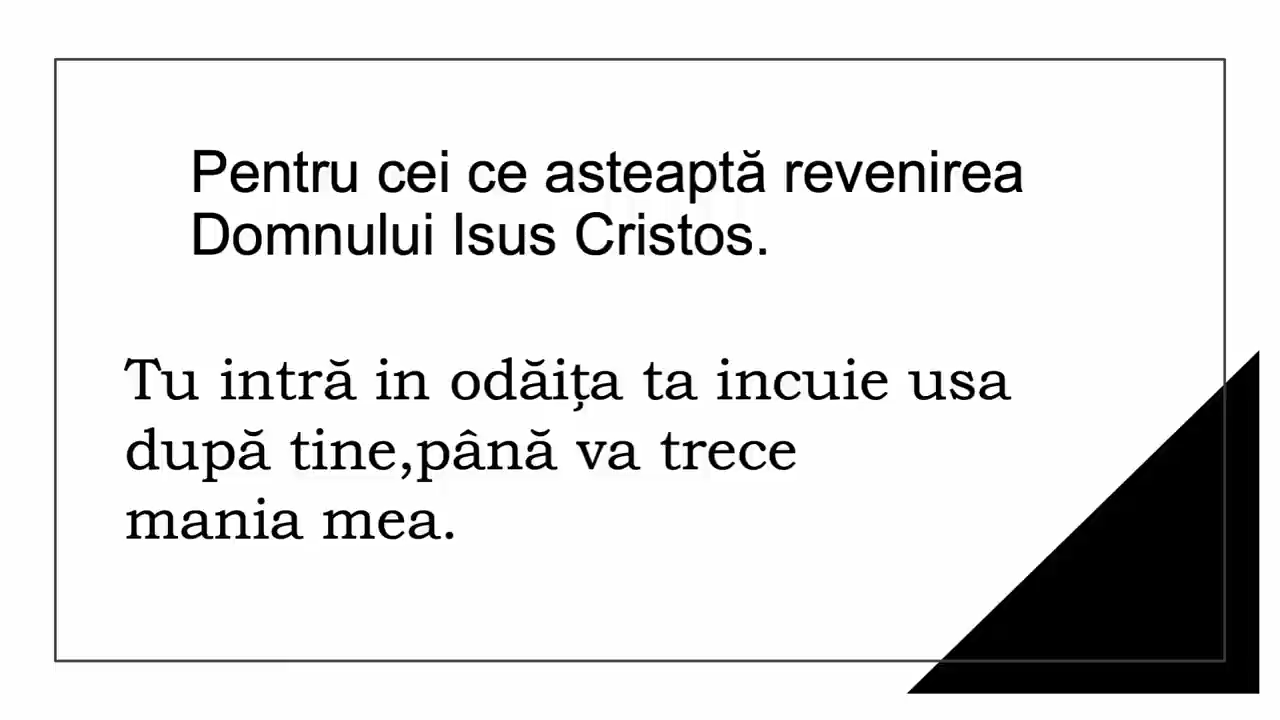 Pentru cei ce asteaptă revenirea
Domnului Isus Cristos.
Tu intră in odăița ta incuie usa
după tine,până va trece
mania mea.